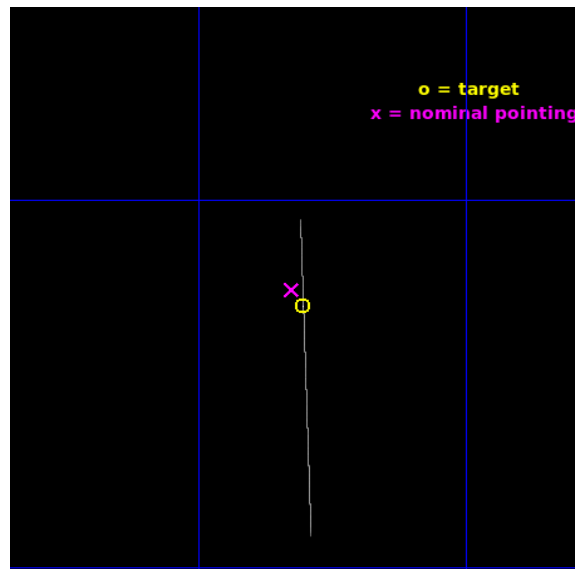 o = target
x = nominal pointing